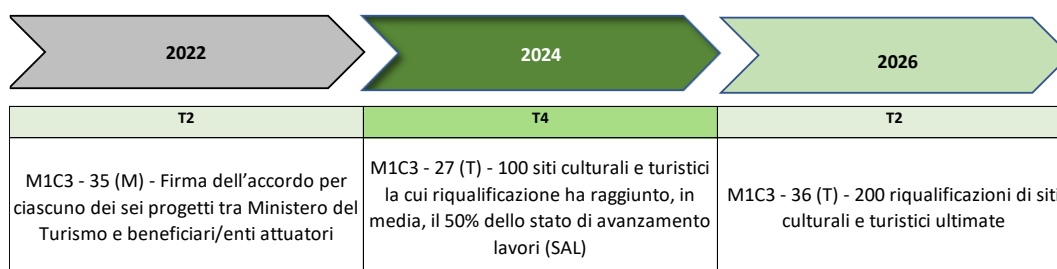 2022
2024
2026
T2
T4
T2
M1C3 - 35 (M) - Firma dell’accordo per
ciascuno dei sei progetti tra Ministero del
Turismo e beneficiari/enti attuatori
M1C3 - 27 (T) - 100 siti culturali e turistici
la cui riqualificazione ha raggiunto, in
media, il 50% dello stato di avanzamento
lavori (SAL)
M1C3 - 36 (T) - 200 riqualificazioni di siti
culturali e turistici ultimate